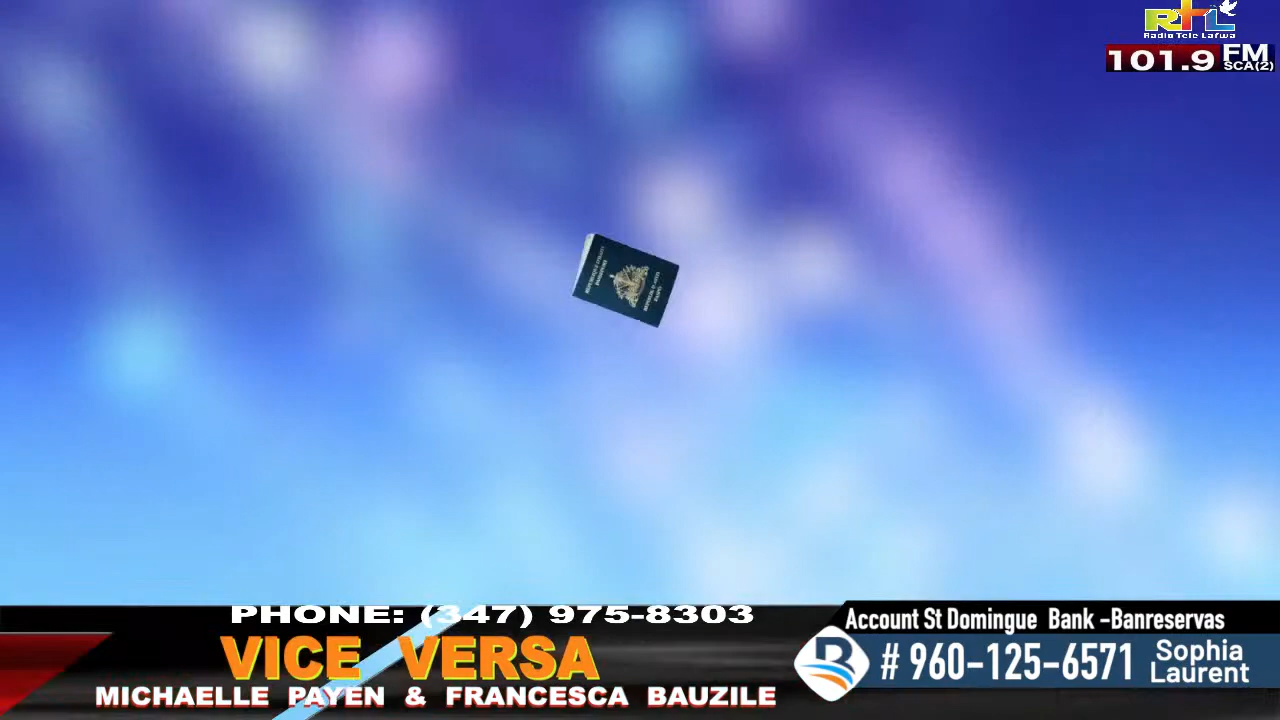 RTL
Radio Tele Lafwa
101.9 FM
SCA(2)
PHONE: (347) 975-8303
VICE VERSA
MICHAELLE PAYEN & FRANCESCA BAUZILE
Account St Domingue Bank -Banreservas
# 960-125-6571
Sophia
Laurent